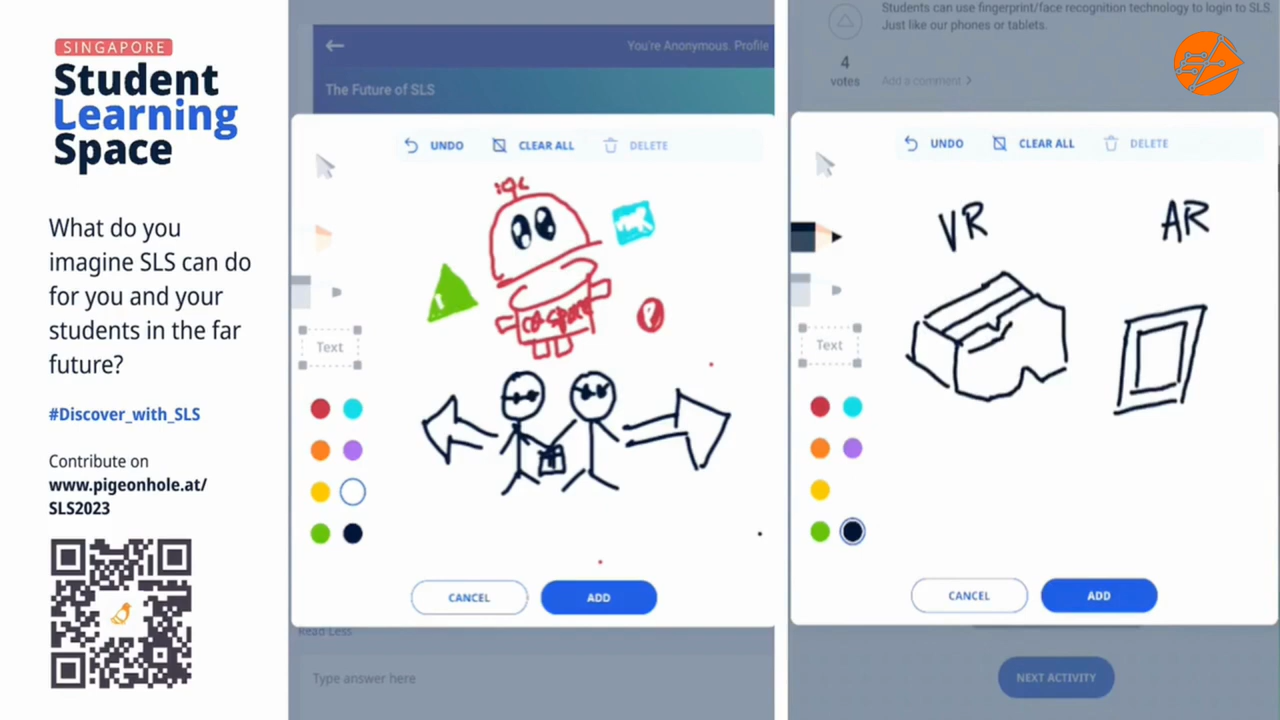 SINGAPORE
Student
Learning
Space
What do you
imagine SLS can do
for you and your
students in the far
future?
#Discover_with_SLS
Contribute on
www.pigeonhole.at/
SLS2023
You're Anonymous. Profile
The Future of SLS
UNDO
CLEAR ALL
DELETE
Text
CANCEL
ADD
Read Less
Type answer here
Students can use fingerprint/face recognition technology to login to SLS.
Just like our phones or tablets.
4
votes
Add a comment
UNDO
CLEAR ALL
DELETE
VR
AR
Text
CANCEL
ADD
NEXT ACTIVITY